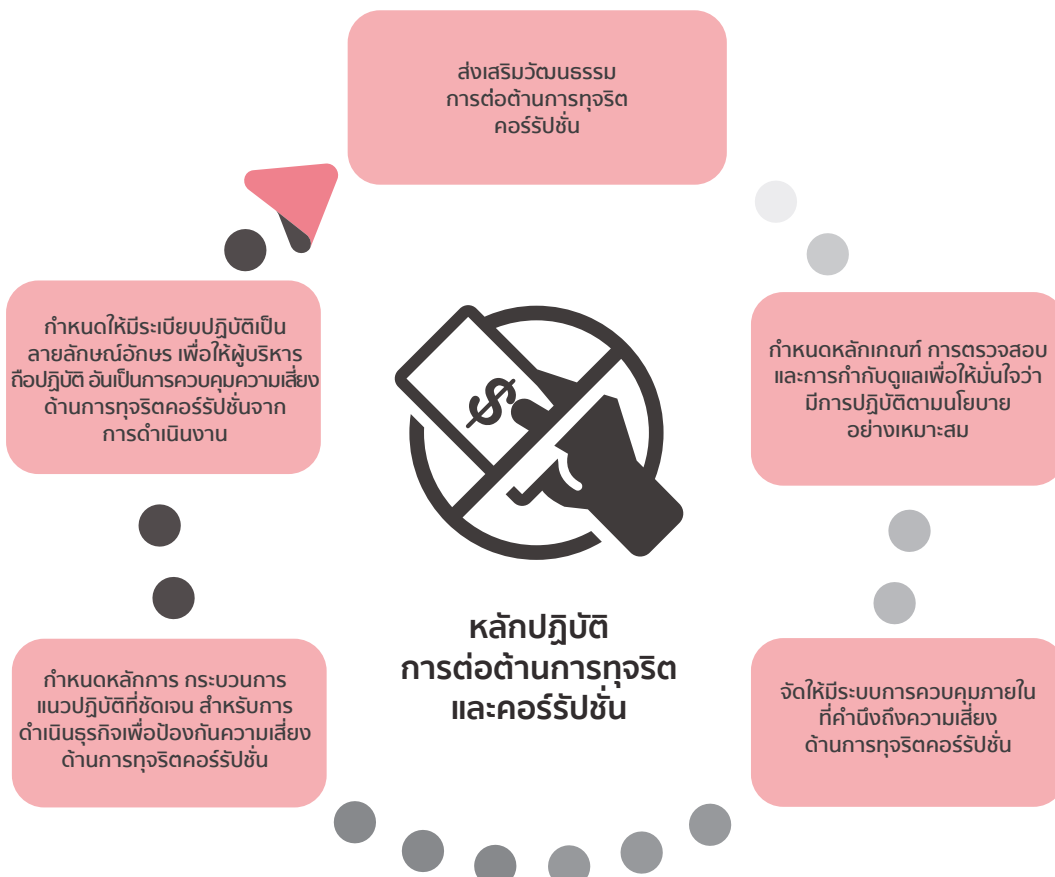 ส่งเสริมวัฒนธรรม
การต่อต้านการทุจริต
คอร์รัปชั่น
กำหนดหลักเกณฑ์ การตรวจสอบ
และการกำกับดูแลเพื่อให้มั่นใจว่า
มีการปฏิบัติตามนโยบาย
อย่างเหมาะสม
จัดให้มีระบบการควบคุมภายใน
ที่คำนึงถึงความเสี่ยง
ด้านการทุจริตคอร์รัปชั่น
กำหนดหลักการ กระบวนการ
แนวปฏิบัติที่ชัดเจน สำหรับการ
ดำเนินธุรกิจเพื่อป้องกันความเสี่ยง
ด้านการทุจริตคอร์รัปชั่น
กำหนดให้มีระเบียบปฏิบัติเป็น
ลายลักษณ์อักษร เพื่อให้ผู้บริหาร
ถือปฏิบัติ อันเป็นการควบคุมความเสี่ยง
ด้านการทุจริตคอร์รัปชั่นจาก
การดำเนินงาน
$
หลักปฏิบัติ
การต่อต้านการทุจริต
และคอร์รัปชั่น